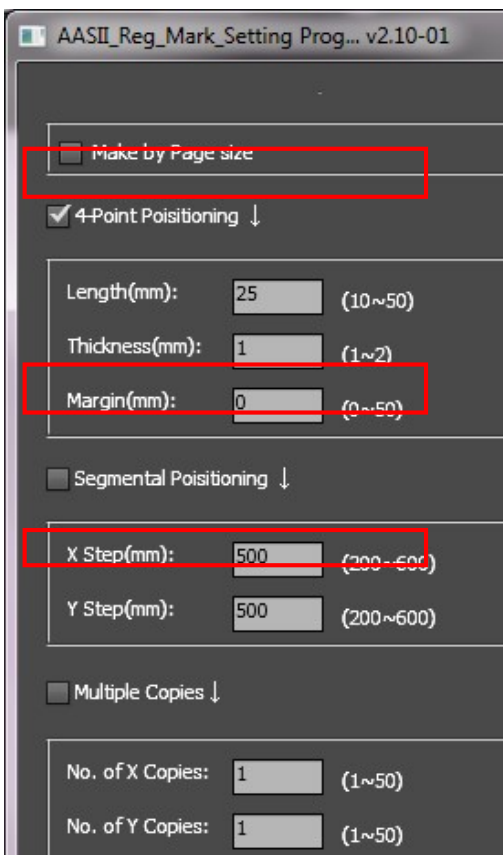 AASII_Reg_Mark_Setting Prog... v2.10-01
Make by Page size
4-Point Poisitioning ↓
Length(mm): 25 (10~50)
Thickness(mm): 1 (1~2)
Margin(mm): 0 (0~50)
Segmental Poisitioning ↓
X Step(mm): 500 (200~600)
Y Step(mm): 500 (200~600)
Multiple Copies ↓
No. of X Copies: 1 (1~50)
No. of Y Copies: 1 (1~50)